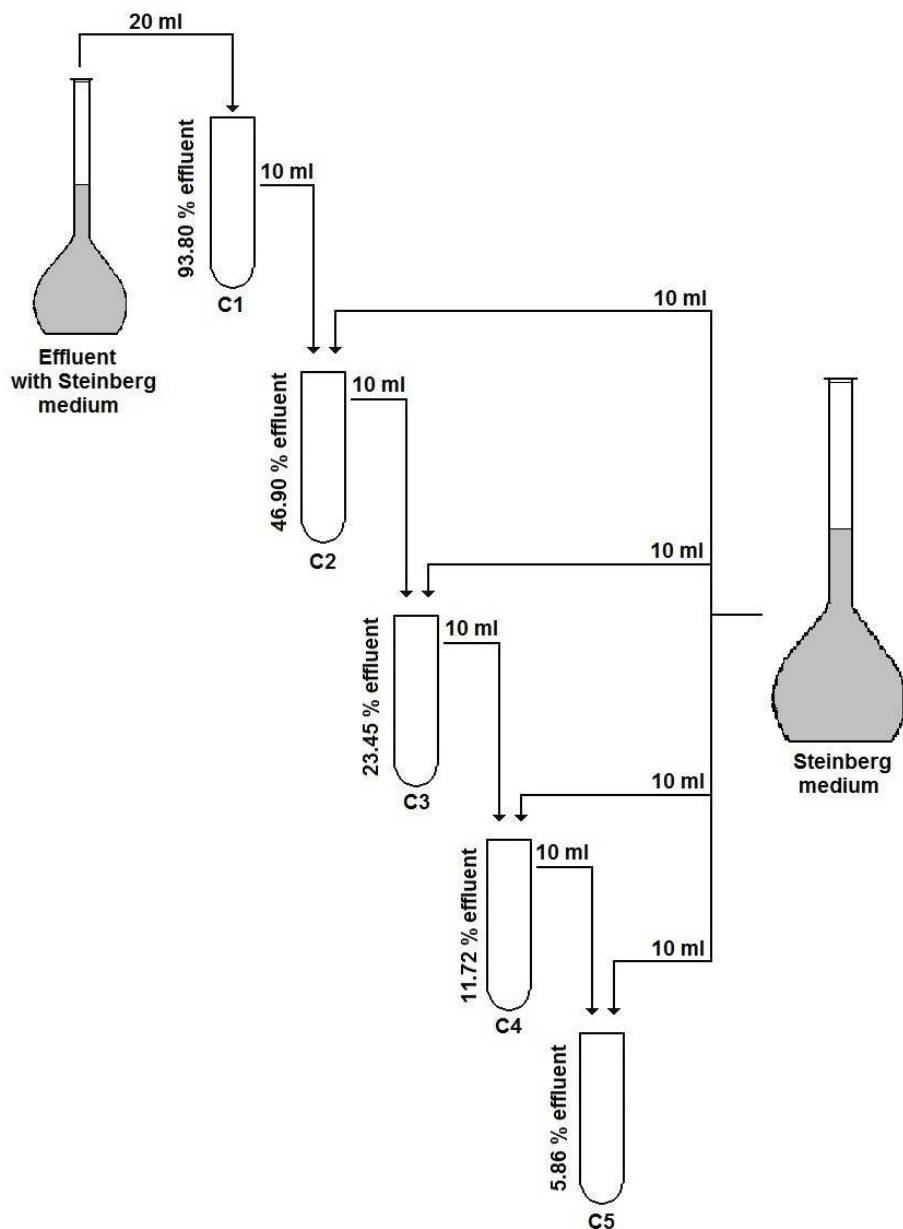 20 ml
93.80 % effluent
10 ml
C1
Effluent
with Steinberg
medium
10 ml
46.90 % effluent
10 ml
C2
10 ml
23.45 % effluent
10 ml
C3
Steinberg
medium
10 ml
11.72 % effluent
10 ml
C4
10 ml
5.86 % effluent
C5